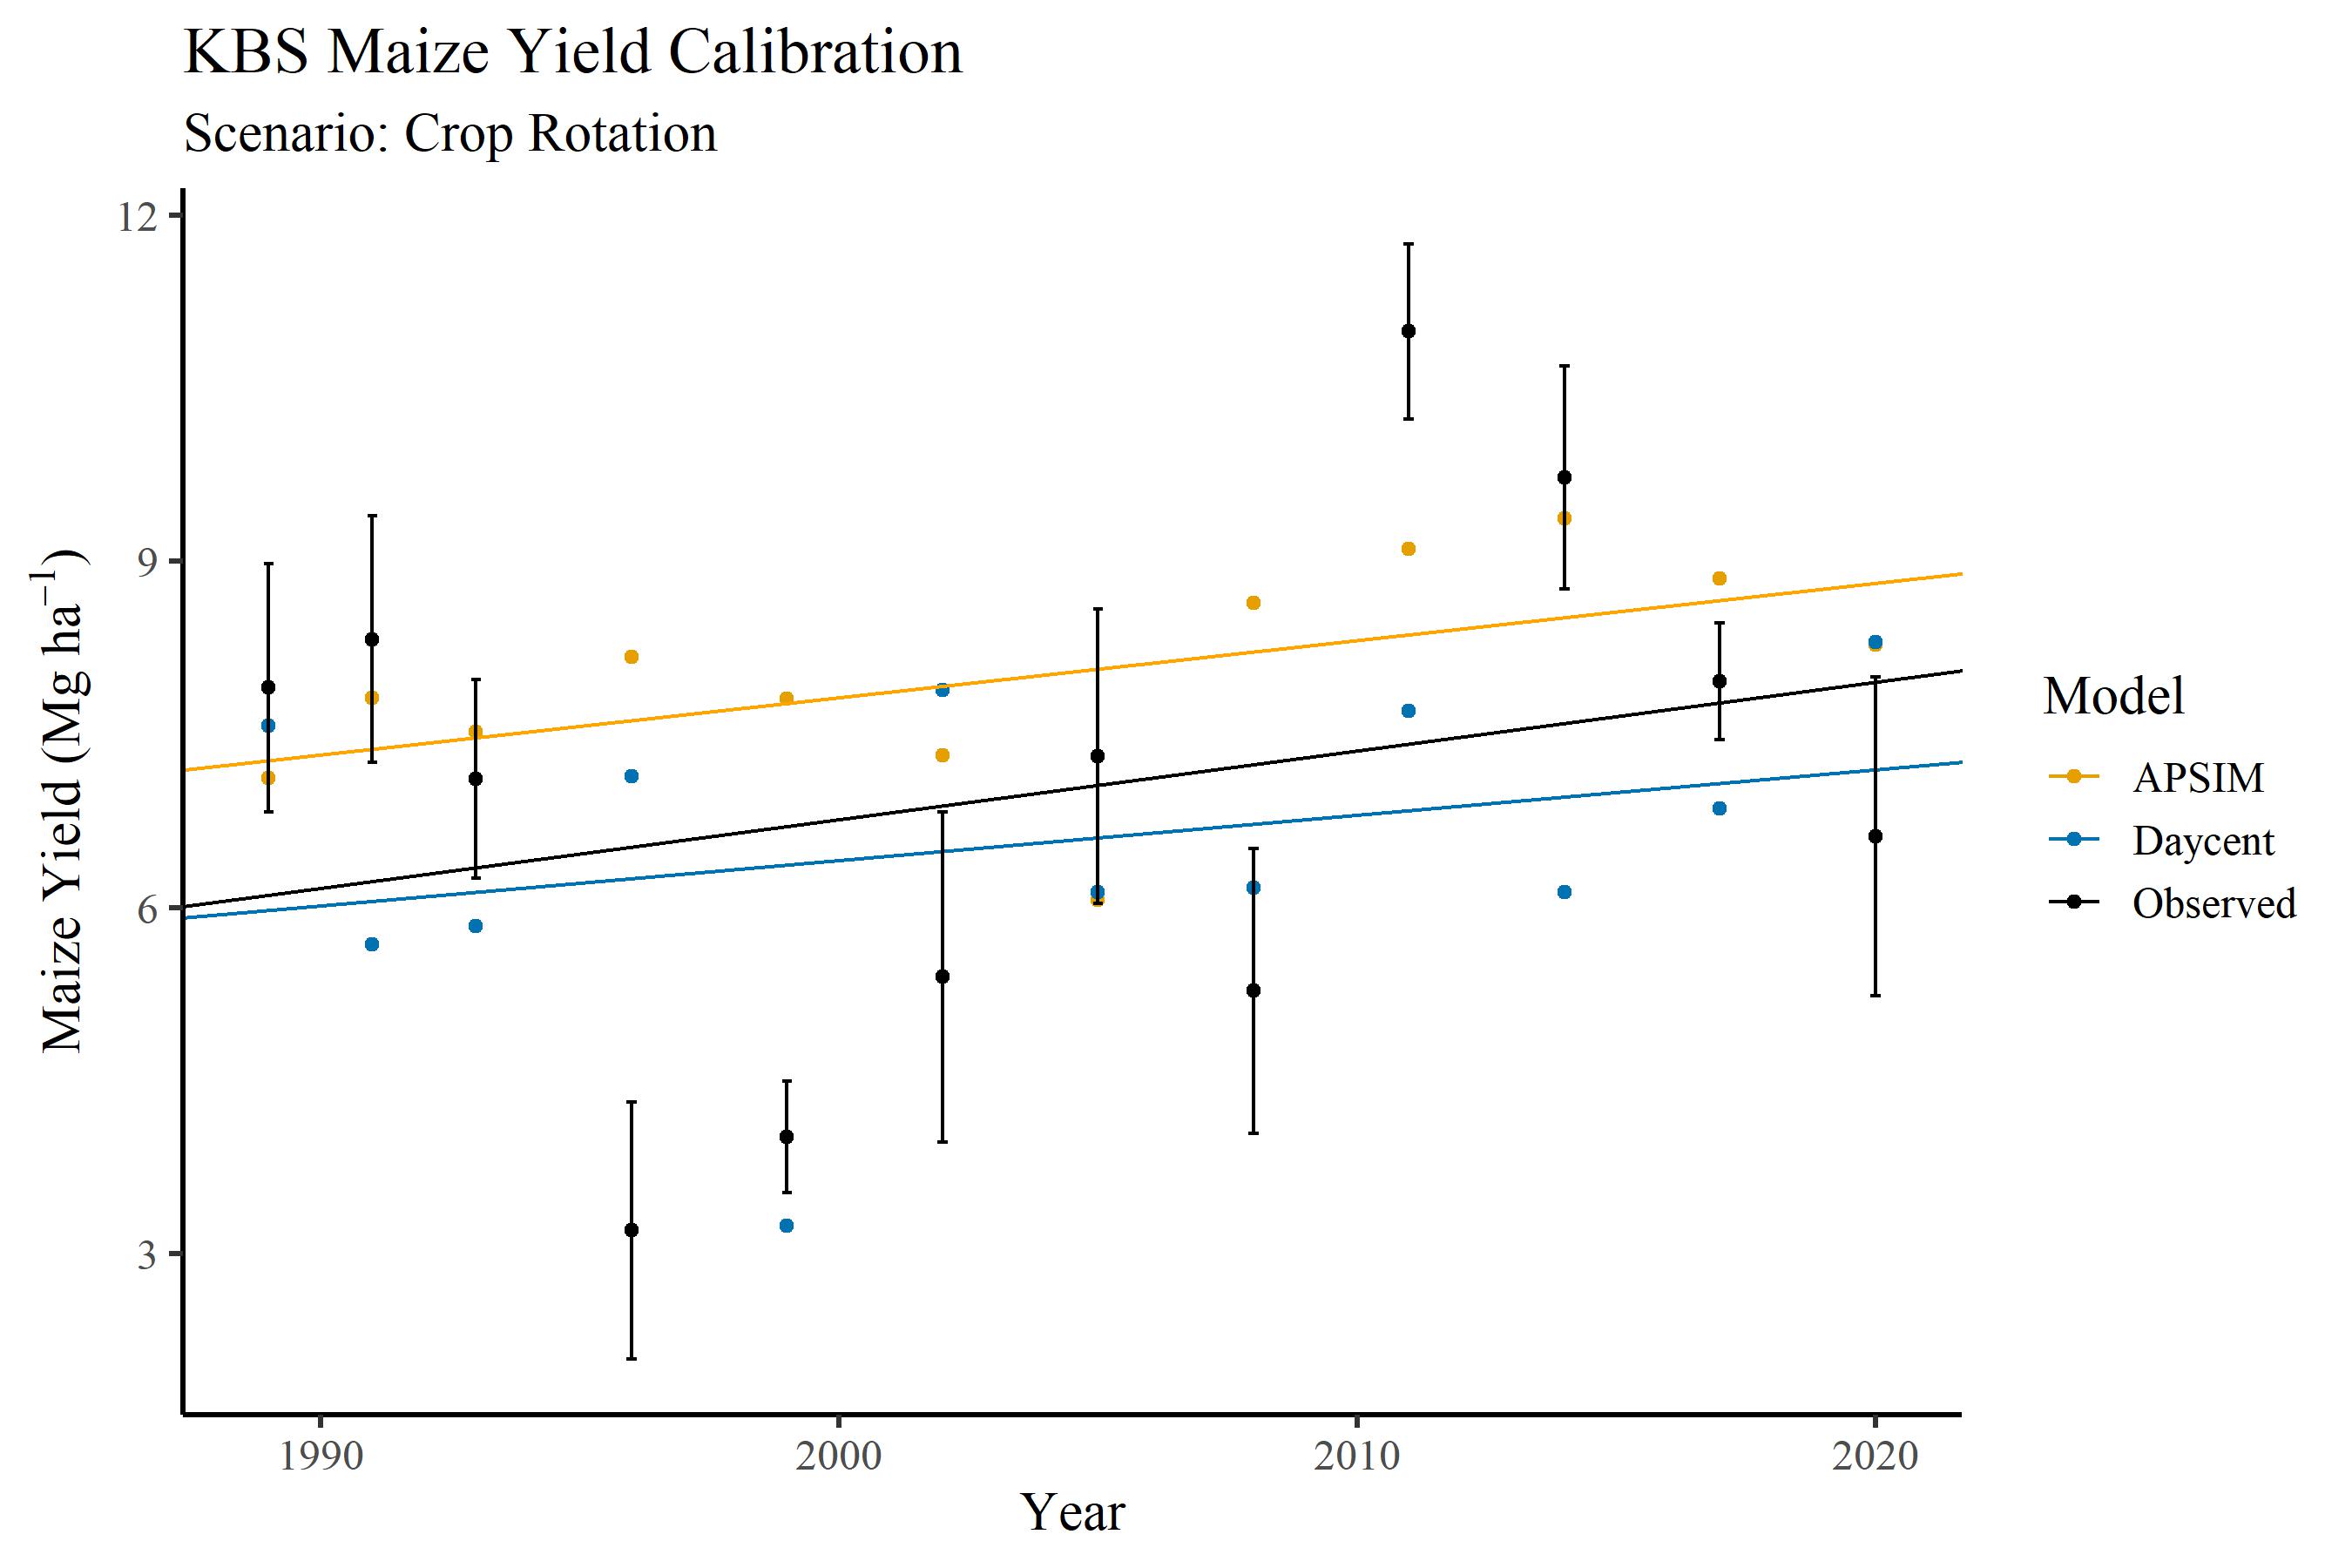 KBS Maize Yield Calibration
Scenario: Crop Rotation
12
9
6
3
Maize Yield (Mg ha⁻¹)
1990 2000 2010 2020
Year
Model
APSIM
Daycent
Observed